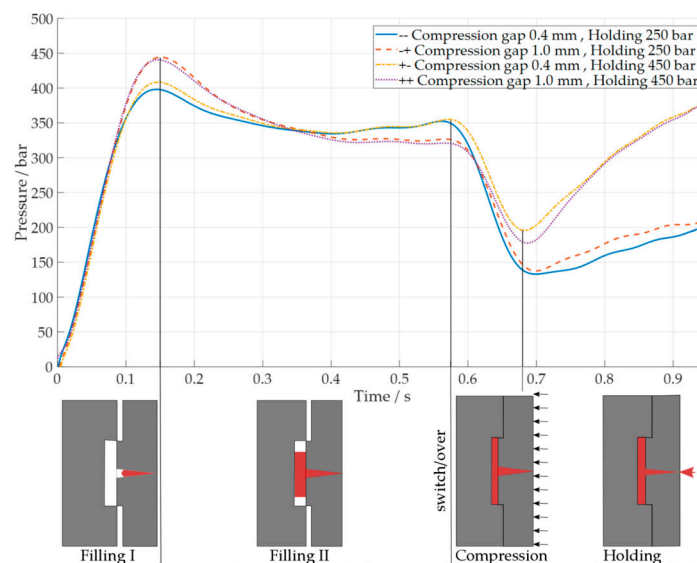 500
450
400
350
300
250
200
150
100
50
0
Pressure / bar
-- Compression gap 0.4 mm , Holding 250 bar
-+ Compression gap 1.0 mm , Holding 250 bar
+- Compression gap 0.4 mm , Holding 450 bar
++ Compression gap 1.0 mm , Holding 450 bar
0 0.1 0.2 0.3 0.4 0.5 0.6 0.7 0.8 0.9
Time / s
switch/over
Filling I Filling II Compression Holding